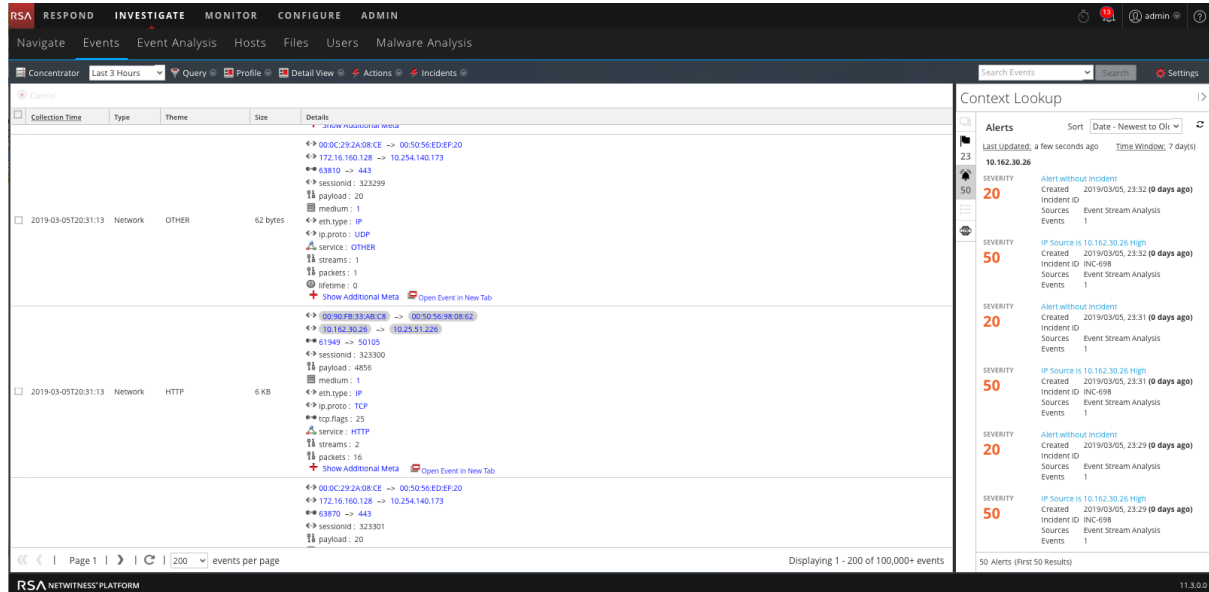 RSA RESPOND INVESTIGATE MONITOR CONFIGURE ADMIN 13 admin
Navigate Events Event Analysis Hosts Files Users Malware Analysis
Concentrator Last 3 Hours Query Profile Detail View Actions Incidents Search Events Search Settings
Cancel
Collection Time Type Theme Size Details
Show Additional Meta
00:0C:29:2A:08:CE -> 00:50:56:ED:EF:20
172.16.160.128 -> 10.254.140.173
63810 -> 443
sessionid : 323299
payload : 20
medium : 1
2019-03-05T20:31:13 Network OTHER 62 bytes eth.type : IP
ip.proto : UDP
service : OTHER
streams : 1
packets : 1
lifetime : 0
Show Additional Meta Open Event in New Tab
00:90:FB:33:AB:C8 -> 00:50:56:98:08:62
10.162.30.26 -> 10.25.51.226
61949 -> 50105
sessionid : 323300
payload : 4856
medium : 1
2019-03-05T20:31:13 Network HTTP 6 KB eth.type : IP
ip.proto : TCP
tcp.flags : 25
service : HTTP
streams : 2
packets : 16
Show Additional Meta Open Event in New Tab
00:0C:29:2A:08:CE -> 00:50:56:ED:EF:20
172.16.160.128 -> 10.254.140.173
63870 -> 443
sessionid : 323301
payload : 20
Page 1 200 events per page Displaying 1 - 200 of 100,000+ events
Context Lookup
23
50
Alerts Sort Date - Newest to Olc
Last Updated: a few seconds ago Time Window: 7 day(s)
10.162.30.26
SEVERITY Alert without Incident
20 Created 2019/03/05, 23:32 (0 days ago)
Incident ID
Sources Event Stream Analysis
Events 1
SEVERITY IP Source is 10.162.30.26 High
50 Created 2019/03/05, 23:32 (0 days ago)
Incident ID INC-698
Sources Event Stream Analysis
Events 1
SEVERITY Alert without Incident
20 Created 2019/03/05, 23:31 (0 days ago)
Incident ID
Sources Event Stream Analysis
Events 1
SEVERITY IP Source is 10.162.30.26 High
50 Created 2019/03/05, 23:31 (0 days ago)
Incident ID INC-698
Sources Event Stream Analysis
Events 1
SEVERITY Alert without Incident
20 Created 2019/03/05, 23:29 (0 days ago)
Incident ID
Sources Event Stream Analysis
Events 1
SEVERITY IP Source is 10.162.30.26 High
50 Created 2019/03/05, 23:29 (0 days ago)
Incident ID INC-698
Sources Event Stream Analysis
Events 1
50 Alerts (First 50 Results)
RSA NETWITNESS® PLATFORM 11.3.0.0